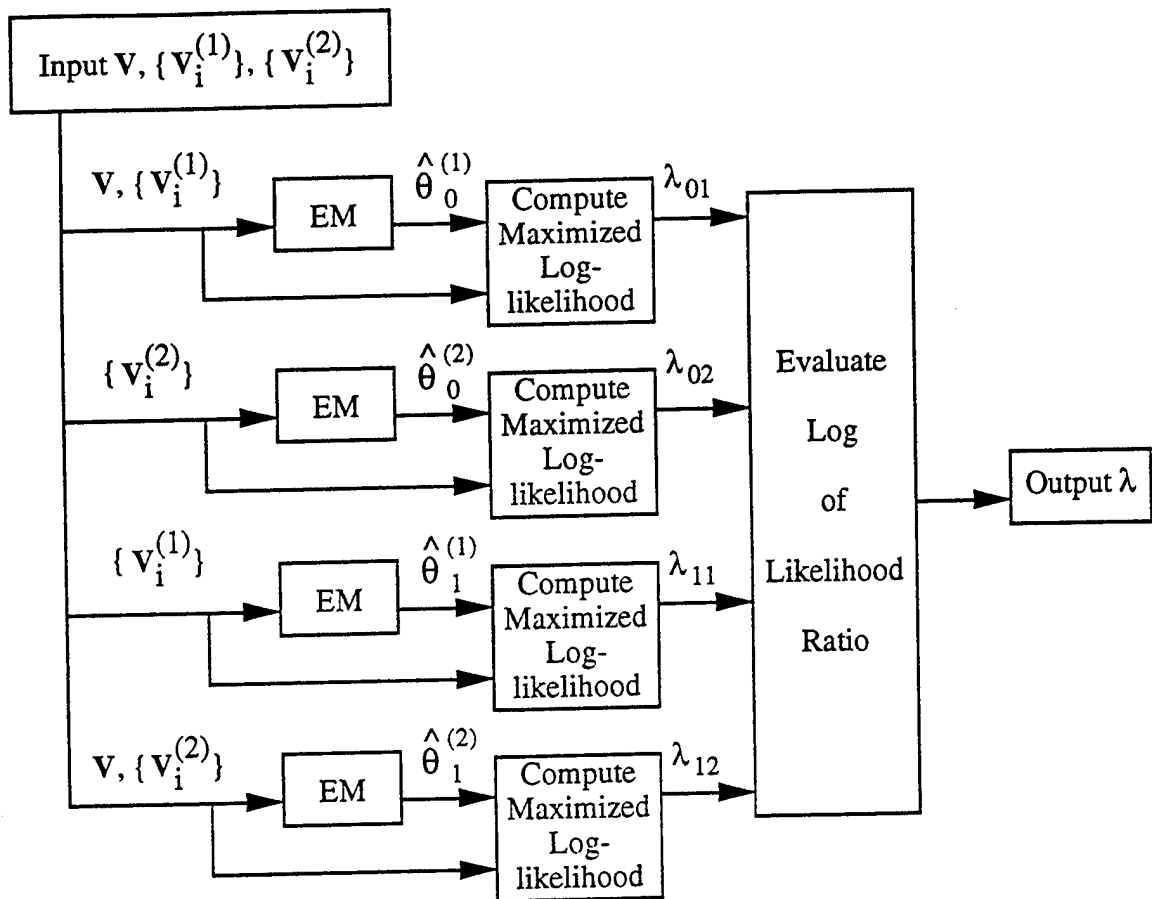 Input V, { V_i^(1) }, { V_i^(2) }
V, { V_i^(1) }
EM
θ̂_0^(1)
Compute
Maximized
Log-
likelihood
λ_01
{ V_i^(2) }
EM
θ̂_0^(2)
Compute
Maximized
Log-
likelihood
λ_02
{ V_i^(1) }
EM
θ̂_1^(1)
Compute
Maximized
Log-
likelihood
λ_11
V, { V_i^(2) }
EM
θ̂_1^(2)
Compute
Maximized
Log-
likelihood
λ_12
Evaluate
Log
of
Likelihood
Ratio
Output λ